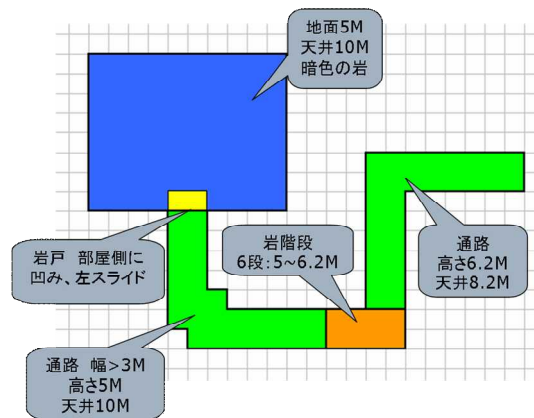 地面5M
天井10M
暗色の岩
岩戸 部屋側に
凹み、左スライド
岩階段
6段:5~6.2M
通路
高さ6.2M
天井8.2M
通路 幅>3M
高さ5M
天井10M